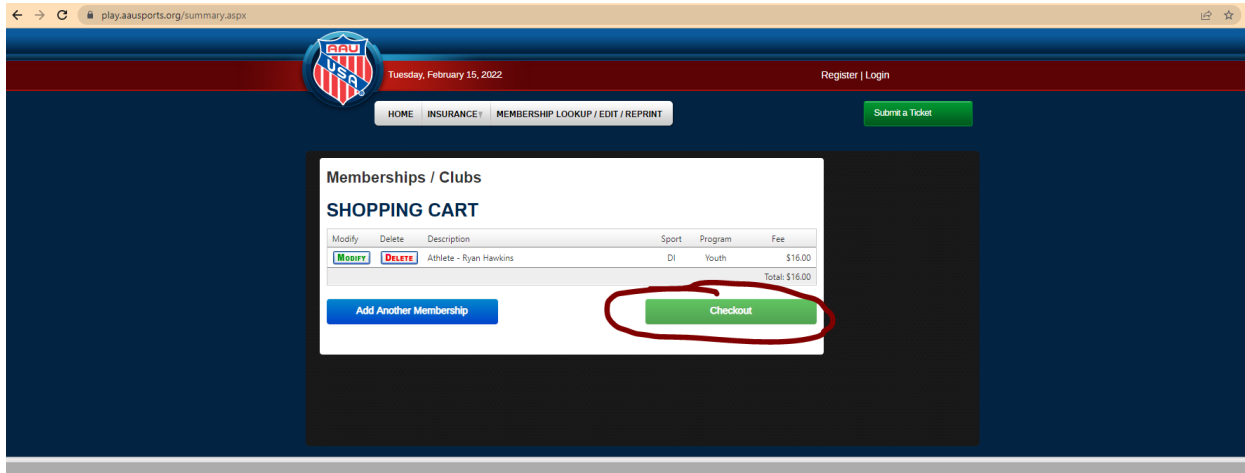 play.aausports.org/summary.aspx
AAU
USA
Tuesday, February 15, 2022
Register | Login
HOME INSURANCE MEMBERSHIP LOOKUP / EDIT / REPRINT
Submit a Ticket
Memberships / Clubs
SHOPPING CART
Modify Delete Description Sport Program Fee
MODIFY DELETE Athlete - Ryan Hawkins DI Youth $16.00
Total: $16.00
Add Another Membership Checkout